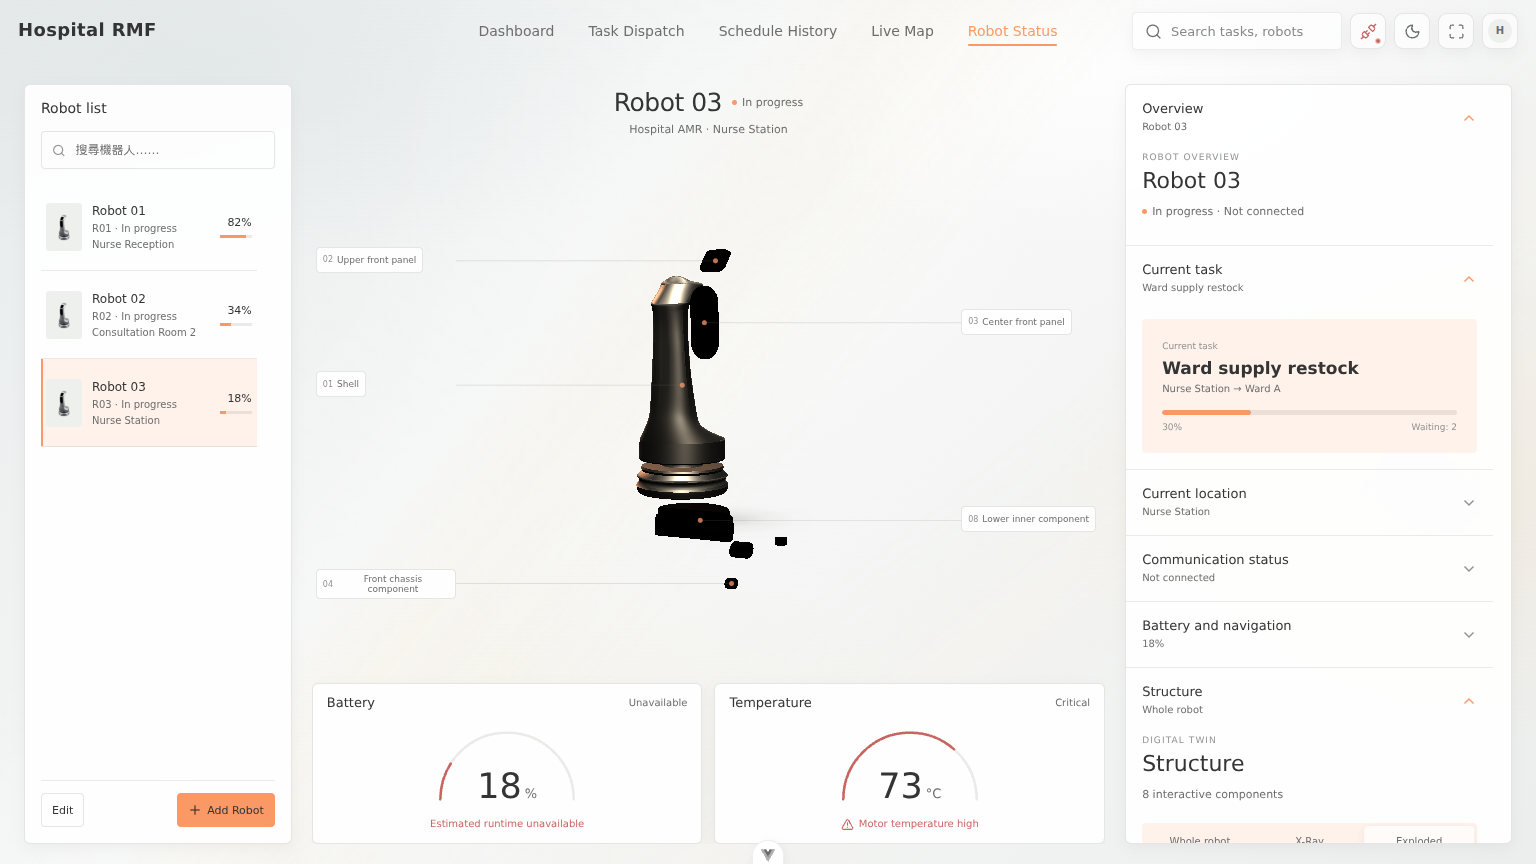 Hospital RMF
Dashboard
Task Dispatch
Schedule History
Live Map
Robot Status
Search tasks, robots
H
Robot list
搜尋機器人......
Robot 01
R01 · In progress
Nurse Reception
82%
Robot 02
R02 · In progress
Consultation Room 2
34%
Robot 03
R03 · In progress
Nurse Station
18%
Edit
Add Robot
Robot 03
In progress
Hospital AMR · Nurse Station
02 Upper front panel
03 Center front panel
01 Shell
08 Lower inner component
04 Front chassis
component
Battery
Unavailable
18 %
Estimated runtime unavailable
Temperature
Critical
73 °C
Motor temperature high
Overview
Robot 03
ROBOT OVERVIEW
Robot 03
In progress · Not connected
Current task
Ward supply restock
Current task
Ward supply restock
Nurse Station → Ward A
30%
Waiting: 2
Current location
Nurse Station
Communication status
Not connected
Battery and navigation
18%
Structure
Whole robot
DIGITAL TWIN
Structure
8 interactive components
Whole robot
X-Ray
Exploded